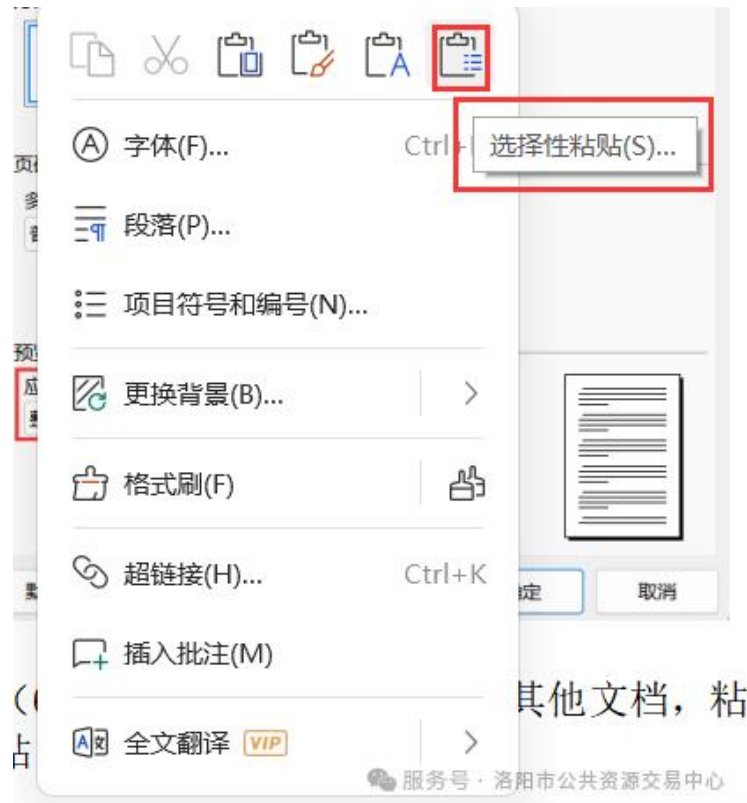 字体(F)...
Ctrl+
选择性粘贴(S)...
页
段落(P)...
项目符号和编号(N)...
预
应
更换背景(B)...
格式刷(F)
超链接(H)... Ctrl+K
定
取消
插入批注(M)
其他文档，粘
全文翻译 VIP
服务号 · 洛阳市公共资源交易中心